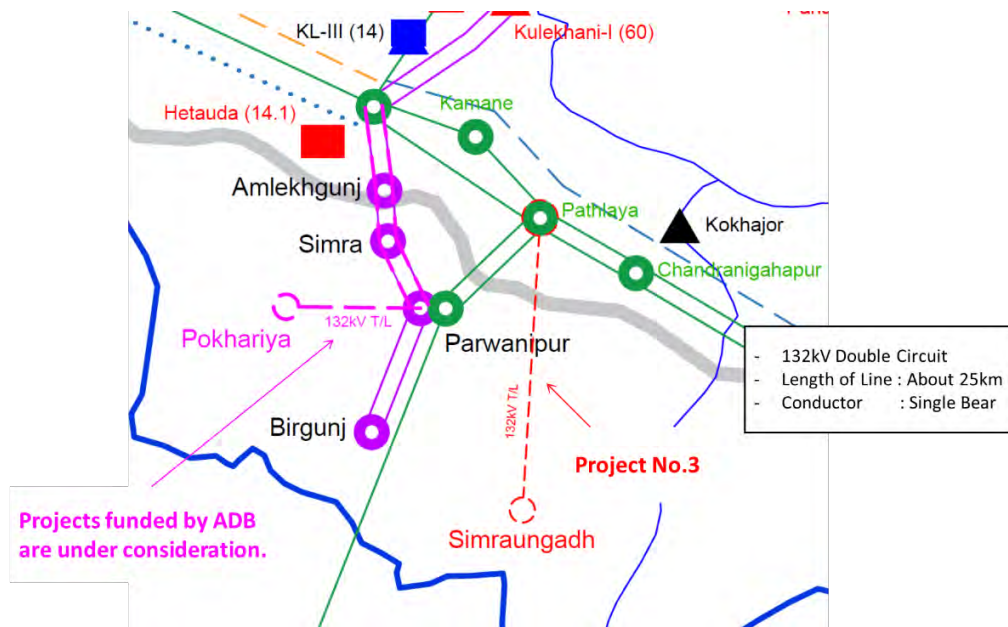 KL-III (14)
Kulekhani-I (60)
Hetauda (14.1)
Kamane
Amlekhgunj
Pathlaya
Kokhajor
Simra
Chandranigahapur
132kV T/L
Pokhariya
Parwanipur
- 132kV Double Circuit
- Length of Line : About 25km
- Conductor : Single Bear
132kV T/L
Birgunj
Project No.3
Projects funded by ADB
are under consideration.
Simraungadh